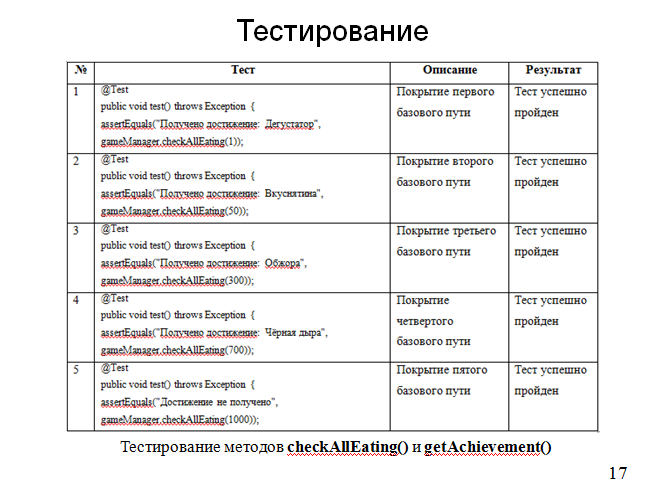 Тестирование
№ Тест Описание Результат
1 @Test Покрытие первого Тест успешно
public void test() throws Exception { базового пути пройден
assertEquals("Получено достижение: Дегустатор",
gameManager.checkAllEating(1));
2 @Test Покрытие второго Тест успешно
public void test() throws Exception { базового пути пройден
assertEquals("Получено достижение: Вкуснятина",
gameManager.checkAllEating(50));
3 @Test Покрытие третьего Тест успешно
public void test() throws Exception { базового пути пройден
assertEquals("Получено достижение: Обжора",
gameManager.checkAllEating(300));
4 @Test Покрытие Тест успешно
public void test() throws Exception { четвертого пройден
assertEquals("Получено достижение: Чёрная дыра", базового пути
gameManager.checkAllEating(700));
5 @Test Покрытие пятого Тест успешно
public void test() throws Exception { базового пути пройден
assertEquals("Достижение не получено",
gameManager.checkAllEating(1000));
Тестирование методов checkAllEating() и getAchievement()
17